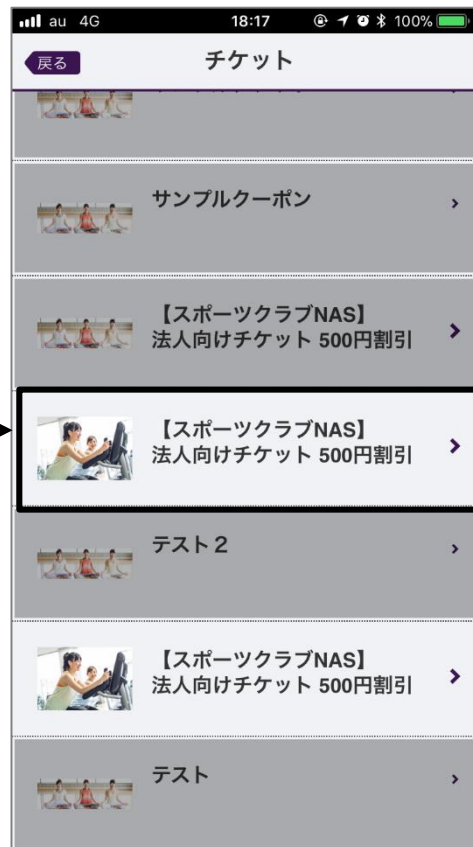 au 4G 18:17 100%
戻る チケット
サンプルクーポン
【スポーツクラブNAS】
法人向けチケット 500円割引
【スポーツクラブNAS】
法人向けチケット 500円割引
テスト２
【スポーツクラブNAS】
法人向けチケット 500円割引
テスト